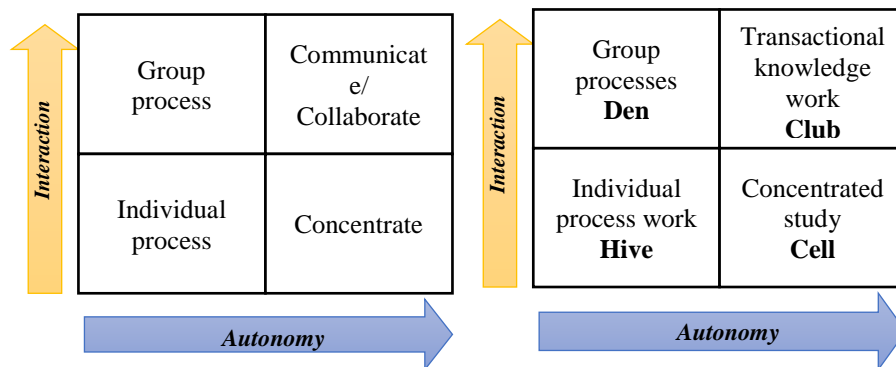 Interaction
Group
process
Communicat
e/
Collaborate
Individual
process
Concentrate
Autonomy
Interaction
Group
processes
Den
Transactional
knowledge
work
Club
Individual
process work
Hive
Concentrated
study
Cell
Autonomy